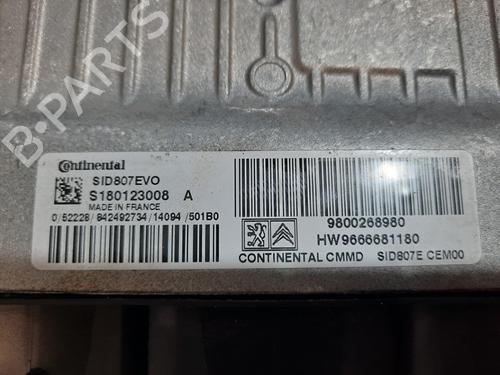 B-PARTS
Continental
SID807EVO
S180123008 A
MADE IN FRANCE
0/52228/842492734/14094/501B0
9800268980
HW9666681180
CONTINENTAL CMMD SID807E CEM00